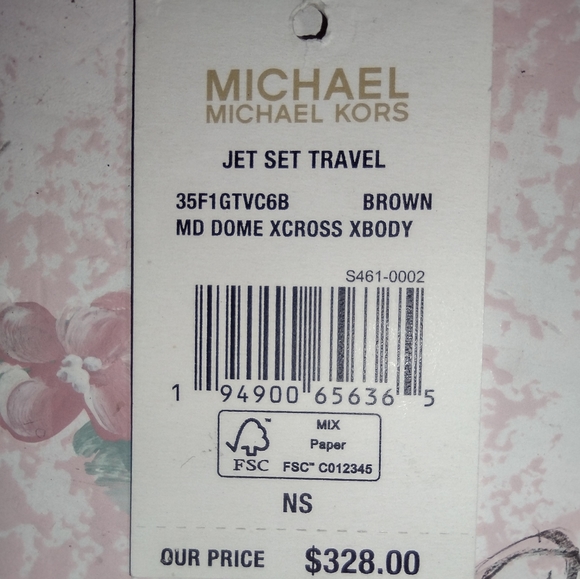 MICHAEL
MICHAEL KORS
JET SET TRAVEL
35F1GTVC6B BROWN
MD DOME XCROSS XBODY
S461-0002
1 94900 65636 5
MIX
Paper
FSC™ C012345
FSC
NS
OUR PRICE $328.00